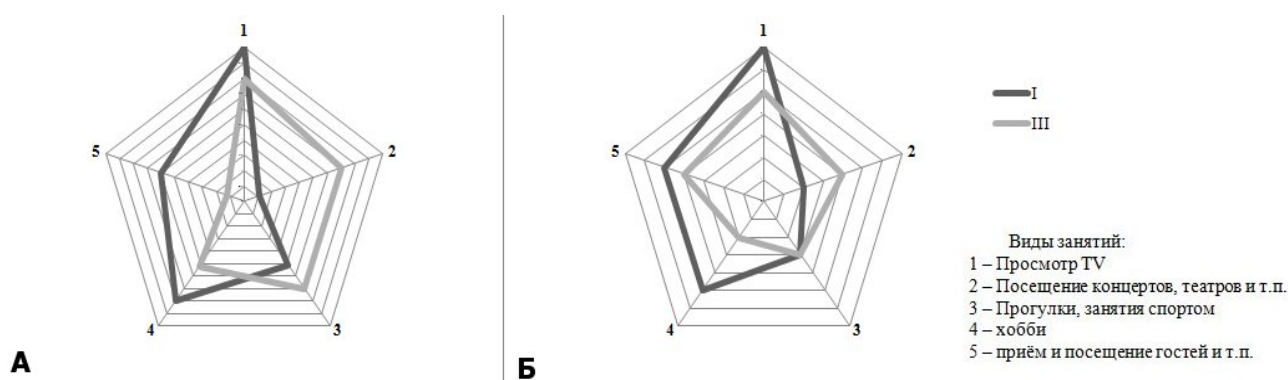 1
2
3
4
5
А
1
2
3
4
5
Б
I
III
Виды занятий:
1 – Просмотр TV
2 – Посещение концертов, театров и т.п.
3 – Прогулки, занятия спортом
4 – хобби
5 – приём и посещение гостей и т.п.